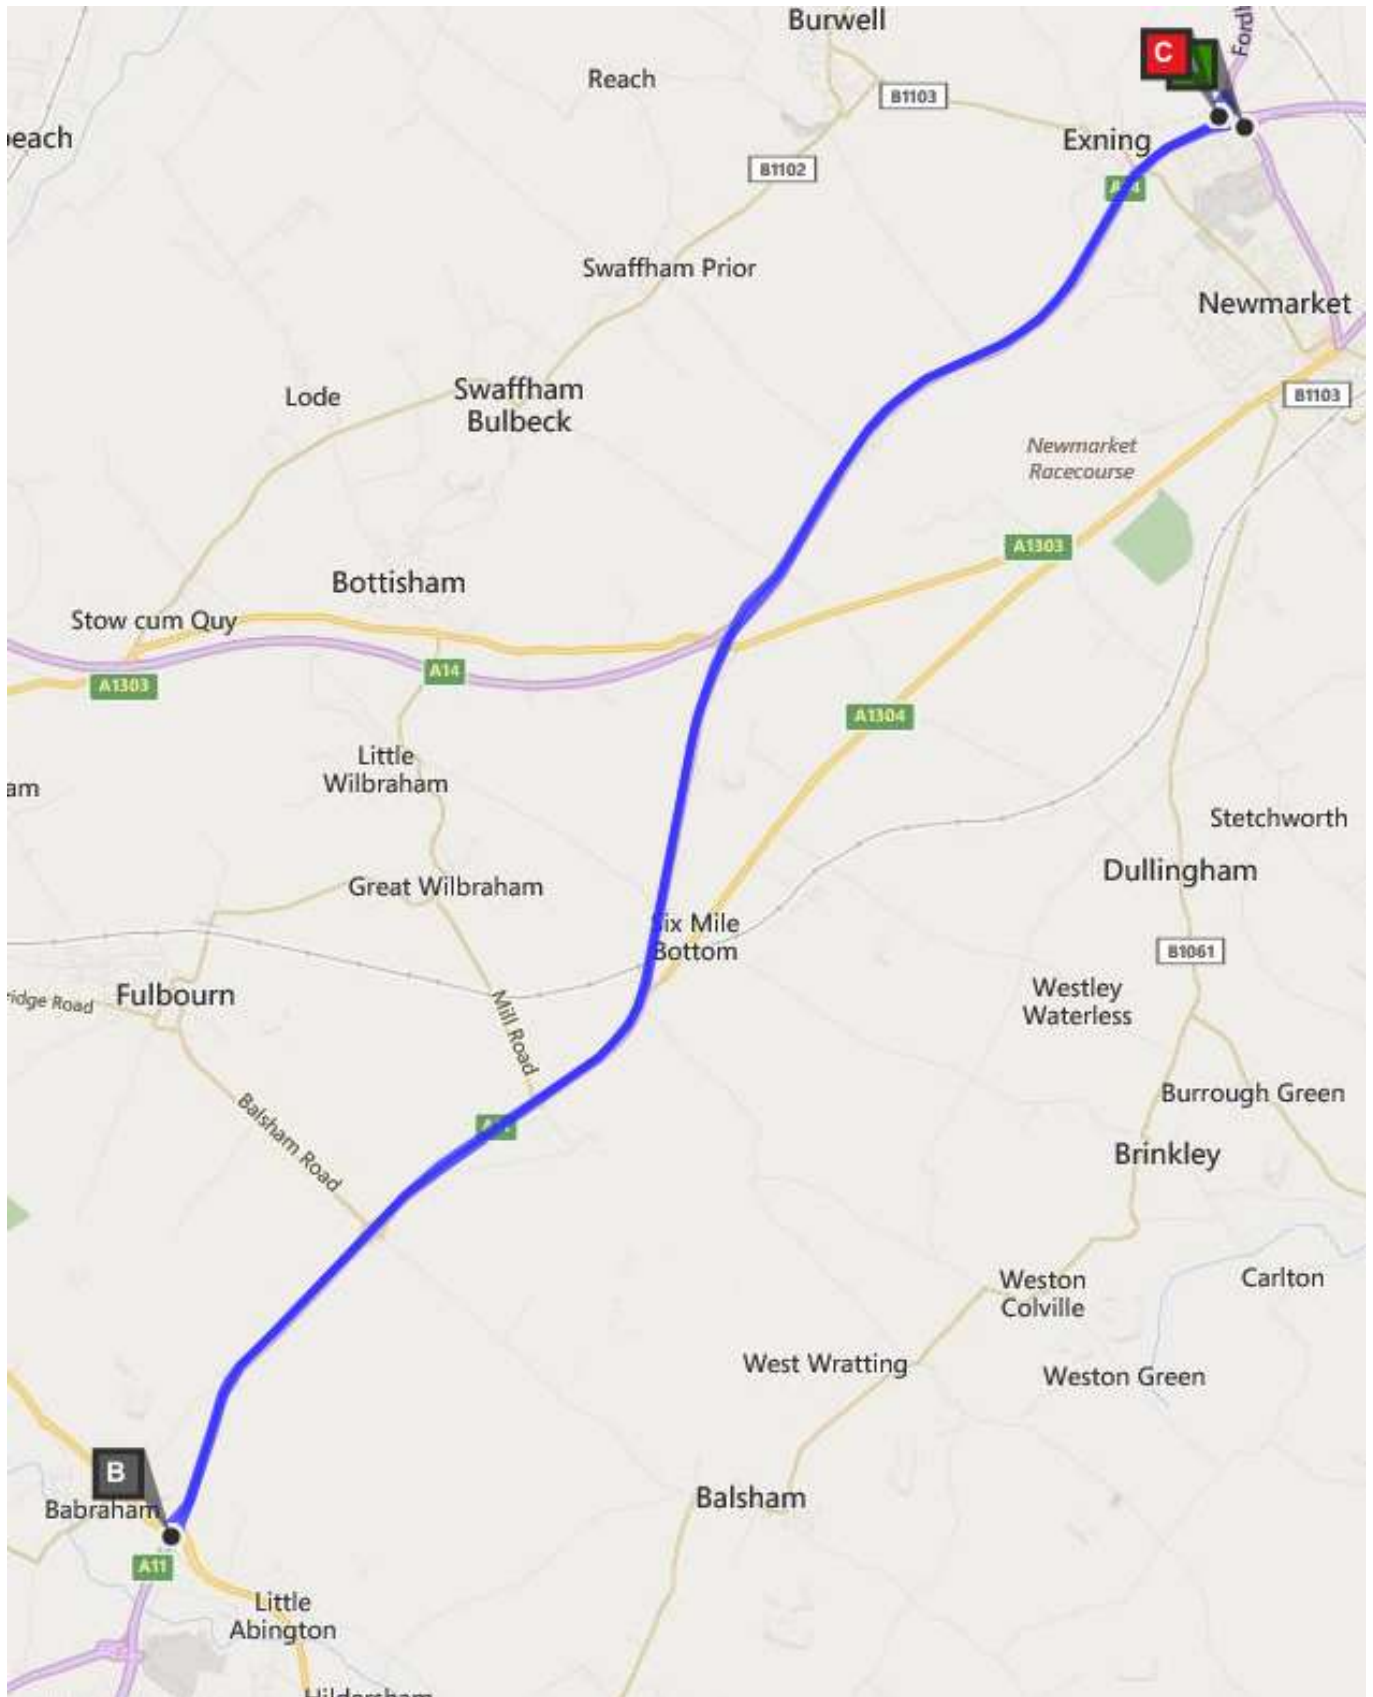 Burwell
Reach
B1103
C
Exning
B1102
Swaffham Prior
Newmarket
Lode
Swaffham
Bulbeck
B1103
Newmarket
Racecourse
A1303
Bottisham
Stow cum Quy
A14
A1303
A1304
Little
Wilbraham
Stetchworth
Dullingham
Great Wilbraham
Six Mile
Bottom
B1061
Fulbourn
Mill Road
Westley
Waterless
Burrough Green
Balsham Road
Brinkley
Weston
Colville
Carlton
West Wratting
Weston Green
B
Balsham
Babraham
A11
Little
Abington